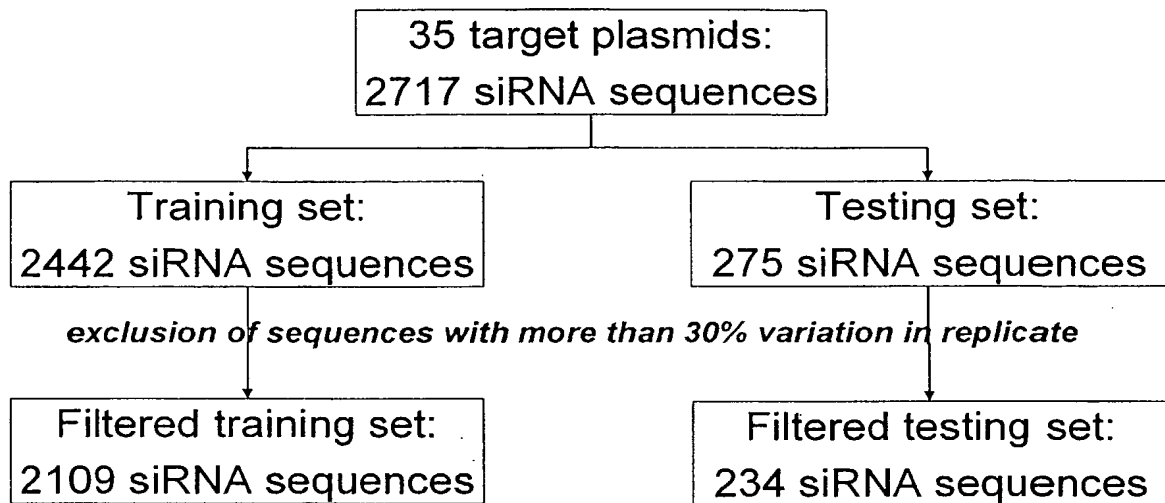 35 target plasmids:
2717 siRNA sequences
Training set:
2442 siRNA sequences
Testing set:
275 siRNA sequences
exclusion of sequences with more than 30% variation in replicate
Filtered training set:
2109 siRNA sequences
Filtered testing set:
234 siRNA sequences